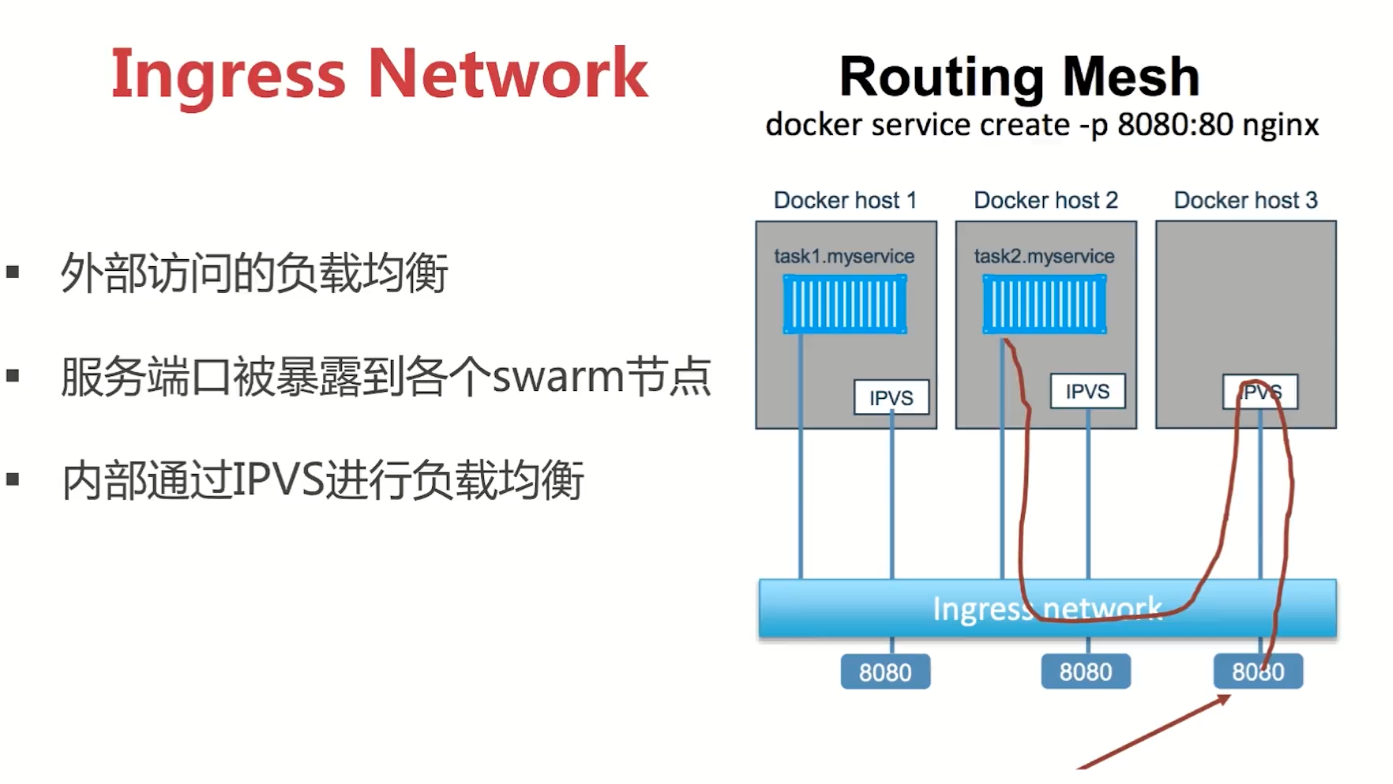 Ingress Network
外部访问的负载均衡
服务端口被暴露到各个swarm节点
内部通过IPVS进行负载均衡
Routing Mesh
docker service create -p 8080:80 nginx
Docker host 1
Docker host 2
Docker host 3
task1.myservice
task2.myservice
IPVS
IPVS
IPVS
Ingress network
8080
8080
8080